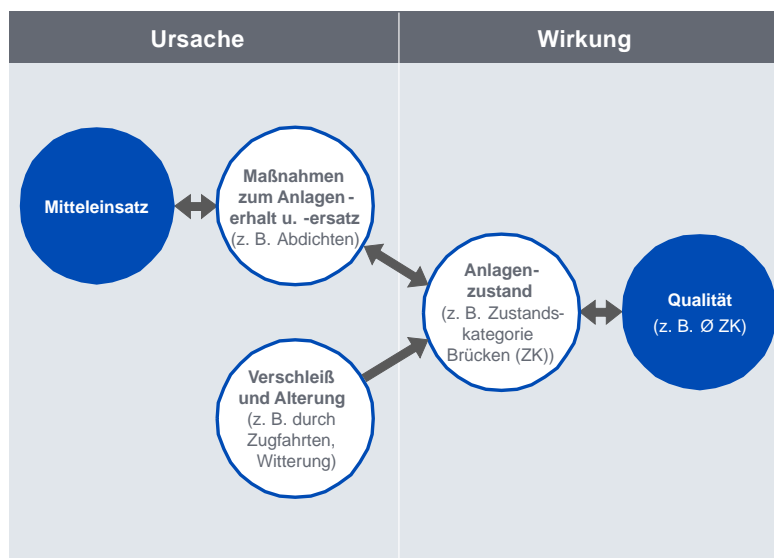 Ursache
Wirkung
Mitteleinsatz
Maßnahmen
zum Anlagen-
erhalt u. -ersatz
(z. B. Abdichten)
Verschleiß
und Alterung
(z. B. durch
Zugfahrten,
Witterung)
Anlagen-
zustand
(z. B. Zustands-
kategorie
Brücken (ZK))
Qualität
(z. B. Ø ZK)